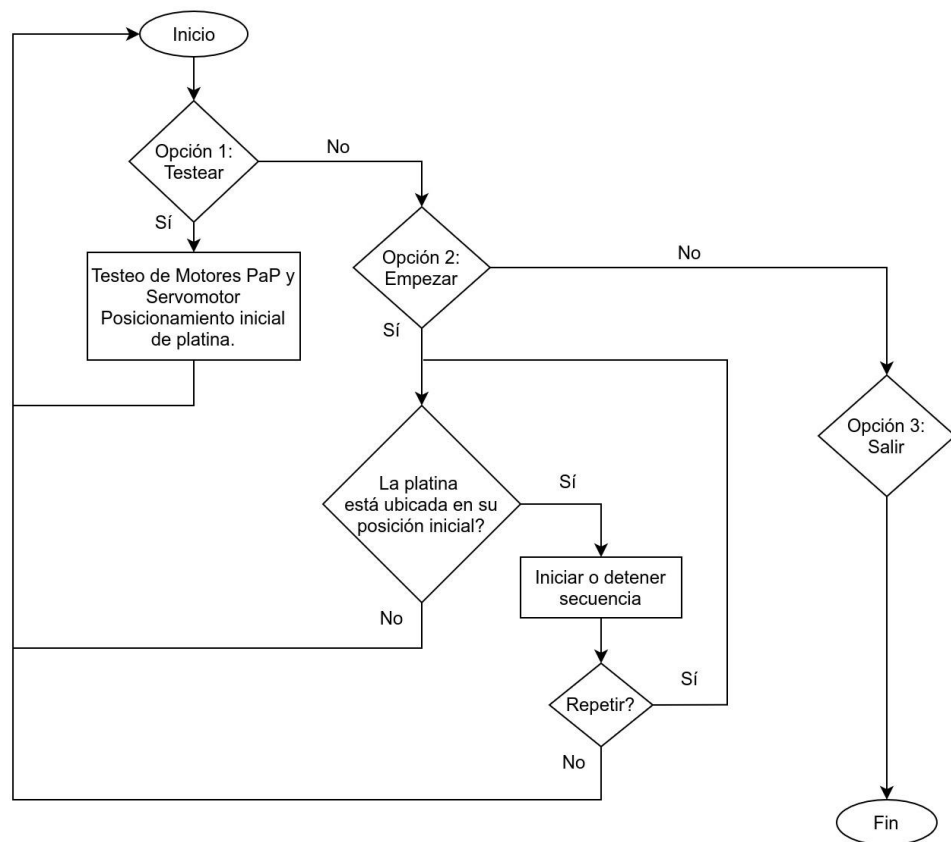 Inicio
Opción 1:
Testear
No
Sí
Testeo de Motores PaP y
Servomotor
Posicionamiento inicial
de platina.
Opción 2:
Empezar
No
Sí
Opción 3:
Salir
La platina
está ubicada en su
posición inicial?
Sí
No
Iniciar o detener
secuencia
Repetir?
Sí
No
Fin